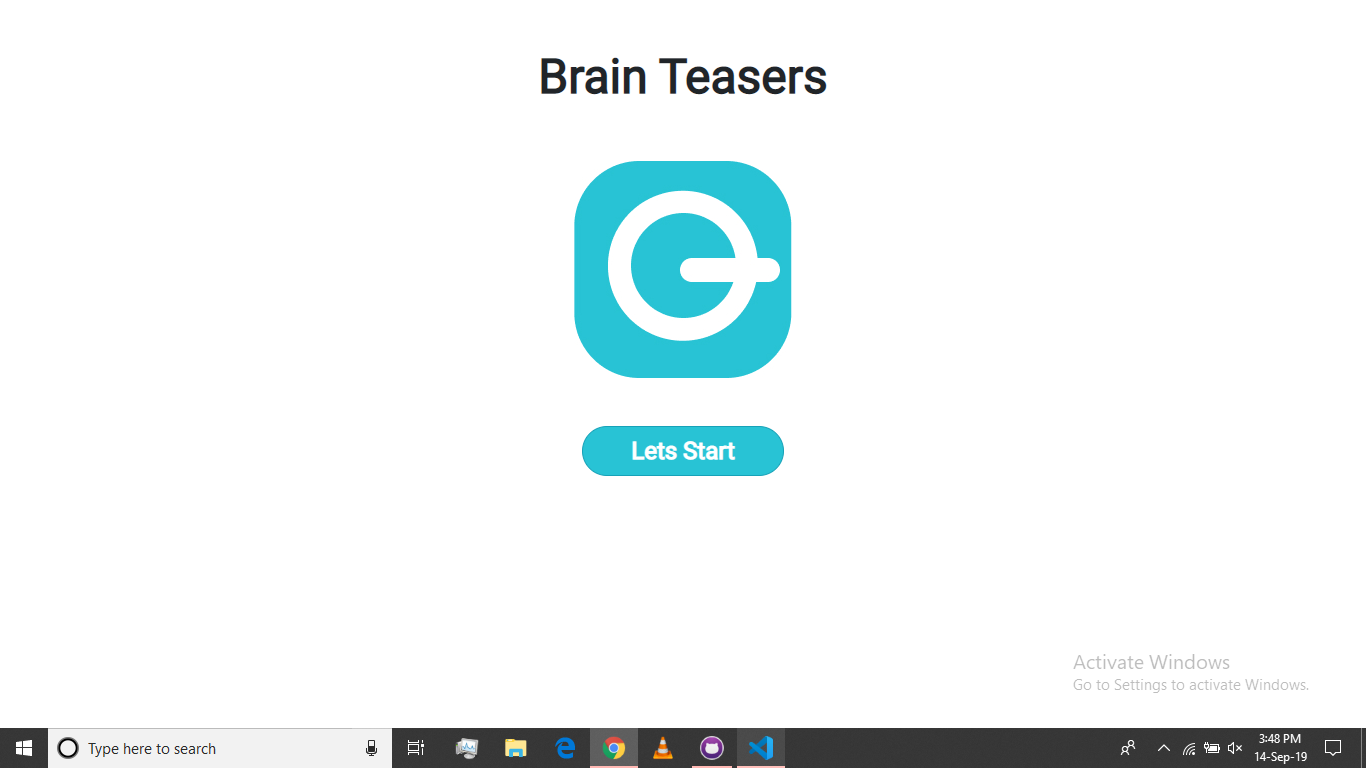 Brain Teasers
Lets Start
Activate Windows
Go to Settings to activate Windows.
Type here to search
3:48 PM
14-Sep-19